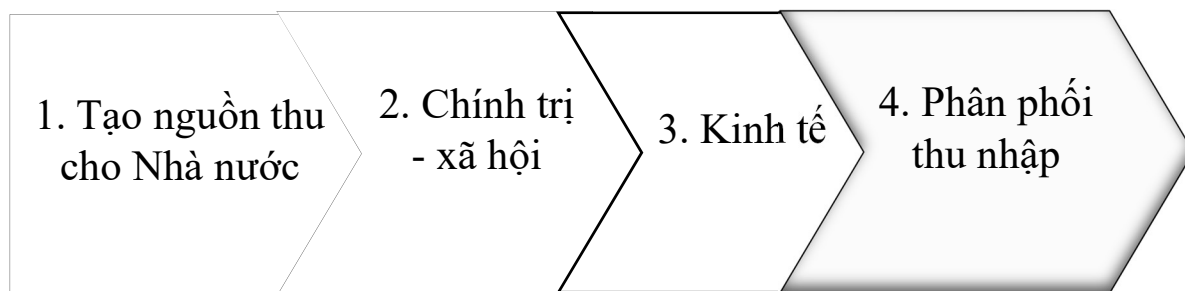 1. Tạo nguồn thu
cho Nhà nước
2. Chính trị
- xã hội
3. Kinh tế
4. Phân phối
thu nhập